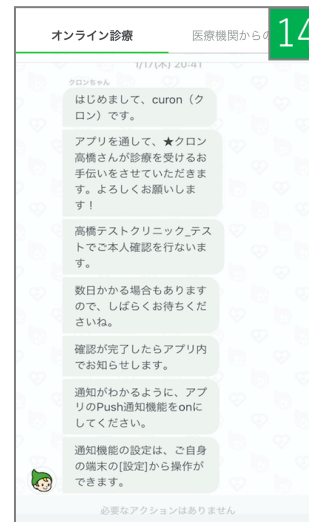 オンライン診療
医療機関からの
14
1/17(木) 20:41
クロンちゃん
はじめまして、curon（ク
ロン）です。
アプリを通して、★クロン
高橋さんが診療を受けるお
手伝いをさせていただきま
す。よろしくお願いしま
す！
高橋テストクリニック_テス
トでご本人確認を行ないま
す。
数日かかる場合もあります
ので、しばらくお待ちくだ
さいね。
確認が完了したらアプリ内
でお知らせします。
通知がわかるように、アプ
リのPush通知機能をonに
してください。
通知機能の設定は、ご自身
の端末の[設定]から操作が
できます。
必要なアクションはありません